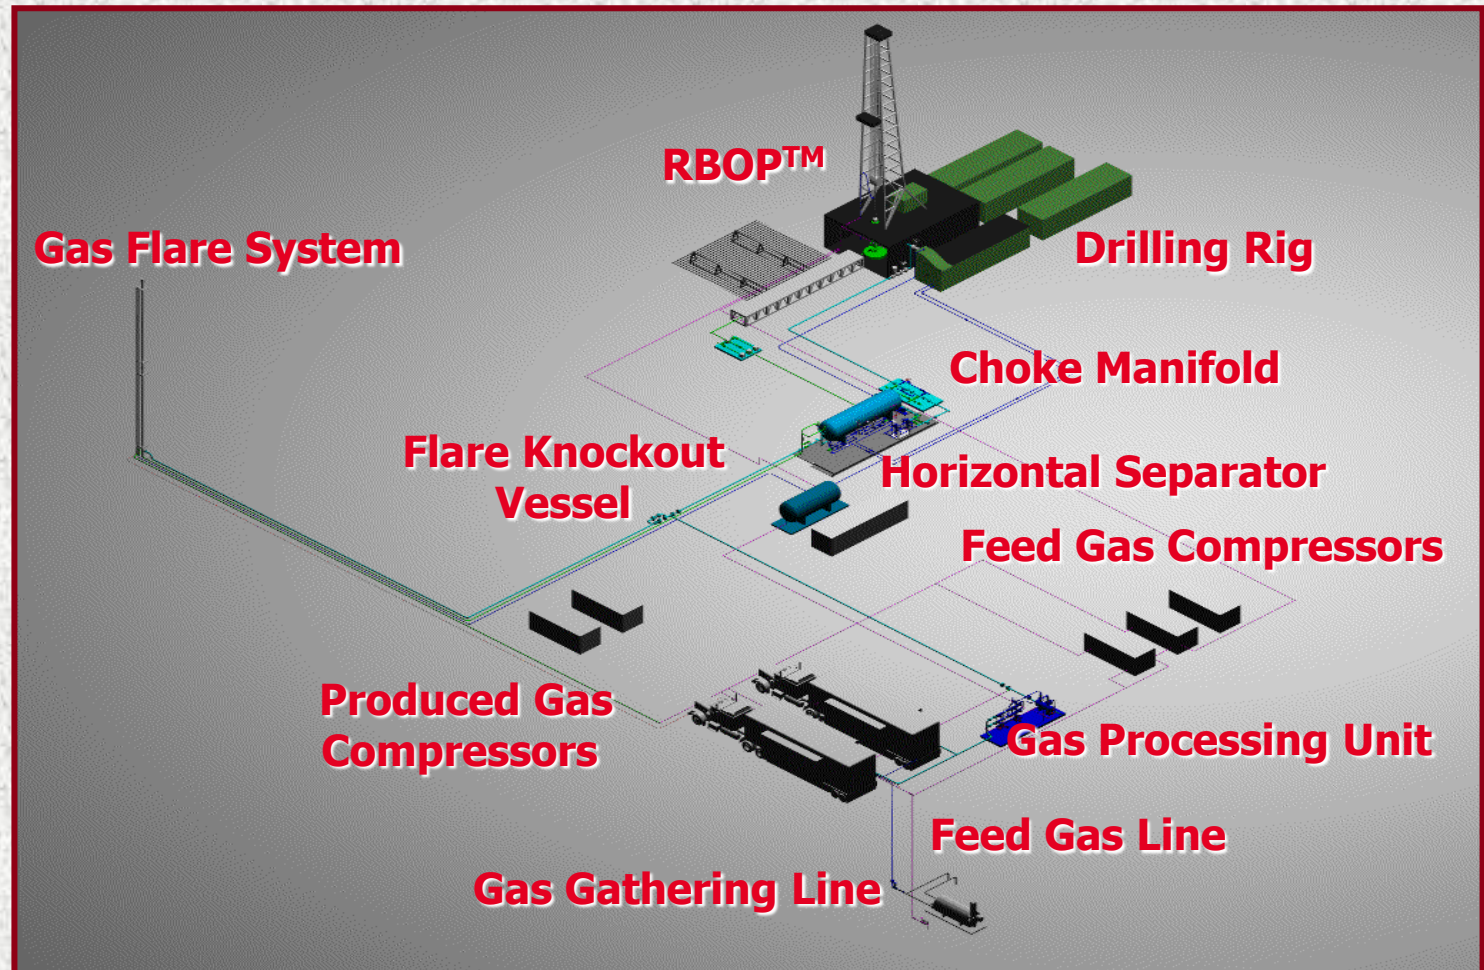 RBOP™
Gas Flare System
Drilling Rig
Choke Manifold
Flare Knockout
Vessel
Horizontal Separator
Feed Gas Compressors
Produced Gas
Compressors
Gas Processing Unit
Feed Gas Line
Gas Gathering Line